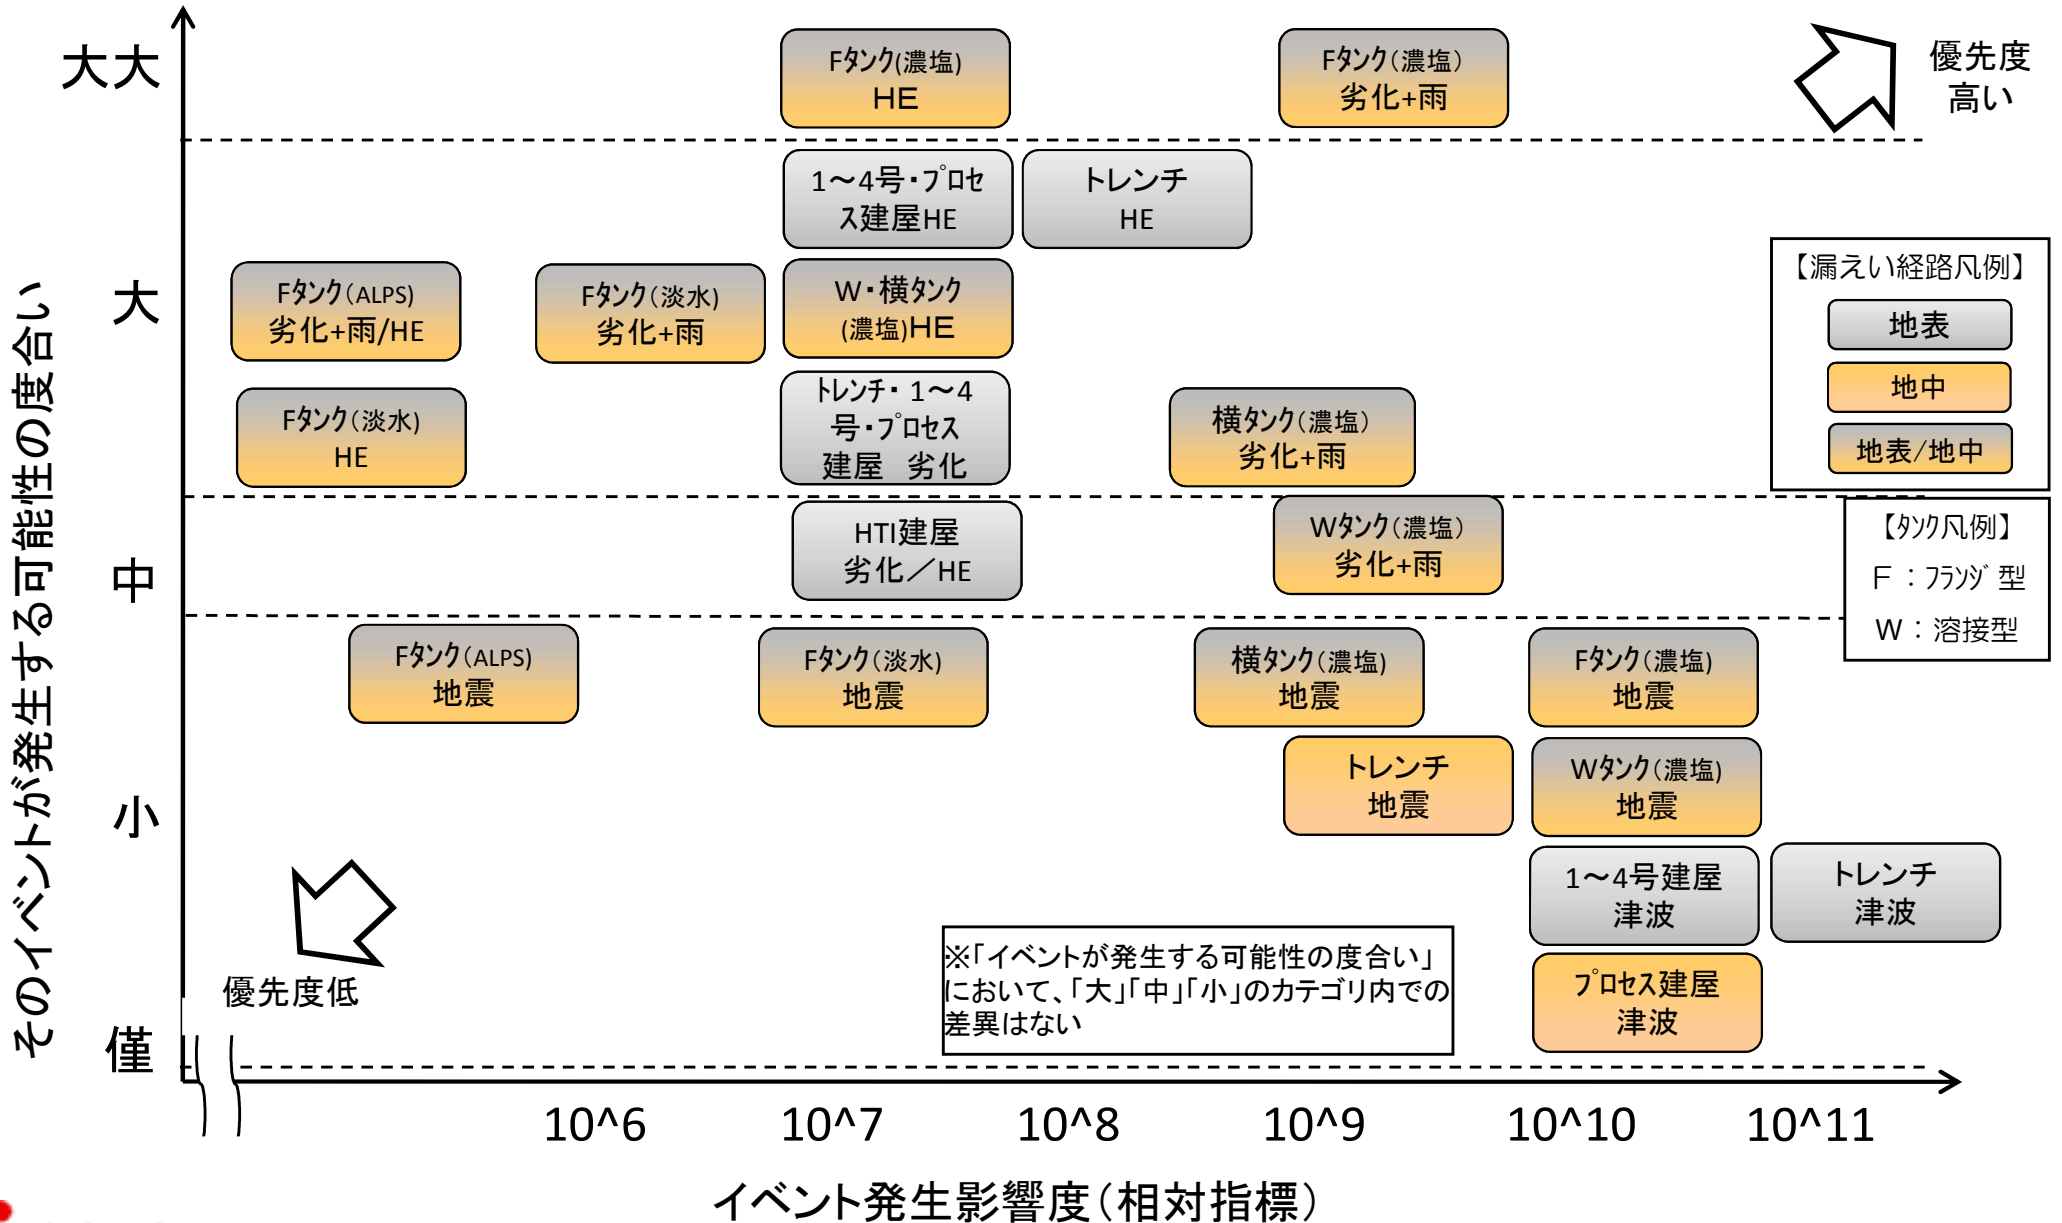 そのイベントが発生する可能性の度合い
大大
大
中
小
僅
Fタンク(濃塩)
HE
Fタンク(濃塩)
劣化+雨
優先度
高い
1～4号・プロセ
ス建屋HE
トレンチ
HE
Fタンク(ALPS)
劣化+雨/HE
Fタンク(淡水)
劣化+雨
W・横タンク
(濃塩)HE
Fタンク(淡水)
HE
トレンチ・1～4
号・プロセス
建屋 劣化
横タンク(濃塩)
劣化+雨
【漏えい経路凡例】
地表
地中
地表/地中
HTI建屋
劣化／HE
Wタンク(濃塩)
劣化+雨
【タンク凡例】
F：フランジ型
W：溶接型
Fタンク(ALPS)
地震
Fタンク(淡水)
地震
横タンク(濃塩)
地震
Fタンク(濃塩)
地震
トレンチ
地震
Wタンク(濃塩)
地震
1～4号建屋
津波
トレンチ
津波
プロセス建屋
津波
優先度低
※「イベントが発生する可能性の度合い」
において、「大」「中」「小」のカテゴリ内での
差異はない
10^6
10^7
10^8
10^9
10^10
10^11
イベント発生影響度(相対指標)